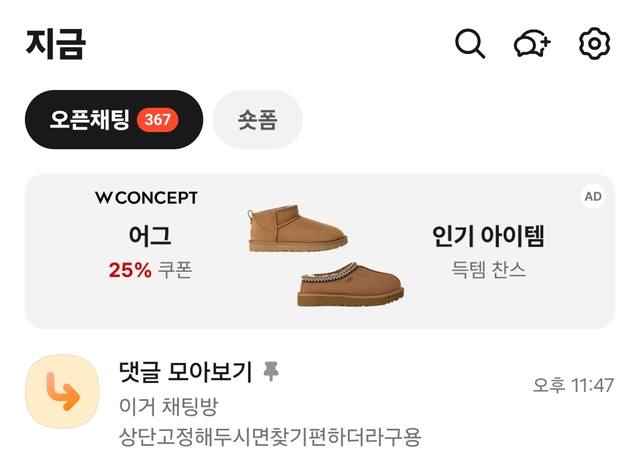 지금
오픈채팅 367
숏폼
AD
W CONCEPT
어그
25% 쿠폰
인기 아이템
득템 찬스
댓글 모아보기
오후 11:47
이거 채팅방
상단고정해두시면찾기편하더라구용